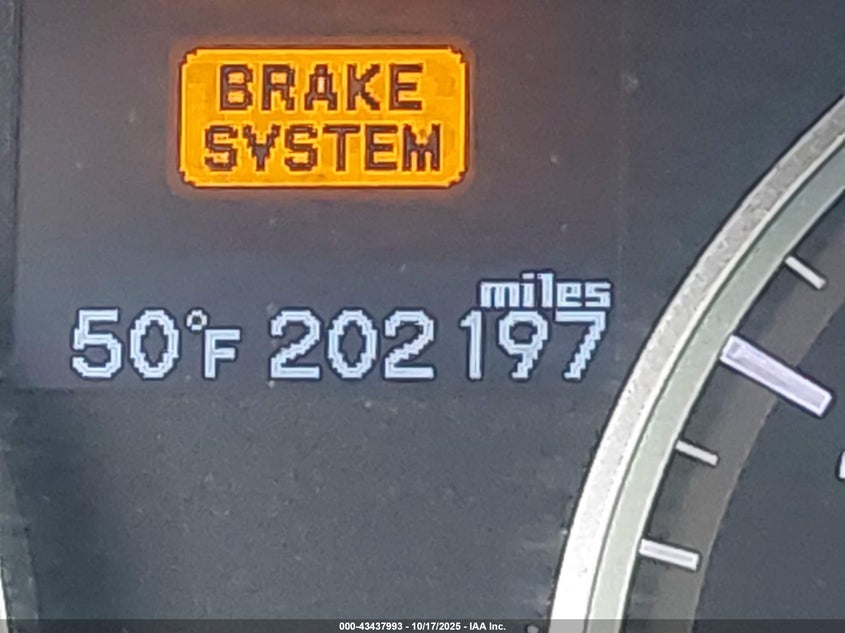 BRAKE
SYSTEM
miles
50°F 202197
000-43437993 - 10/17/2025 - IAA Inc.